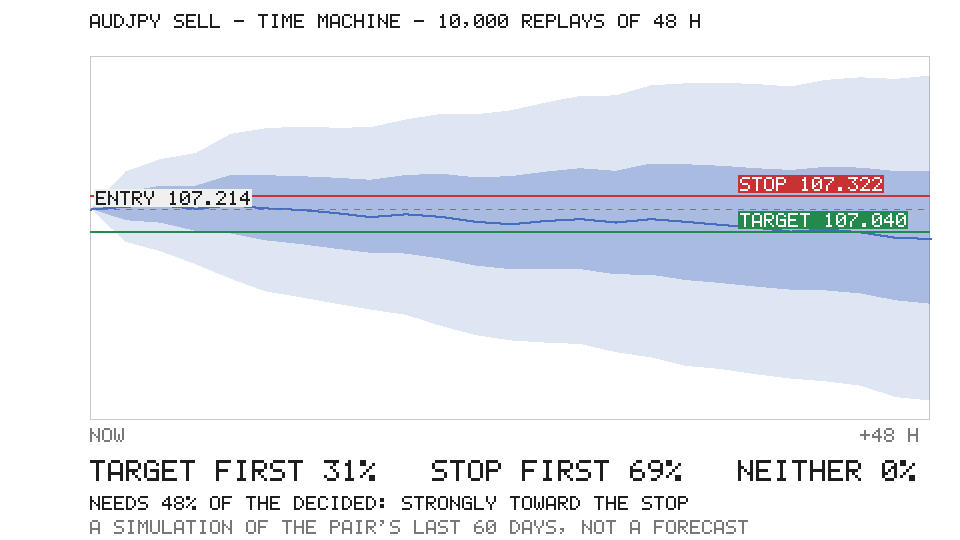 AUDJPY SELL - TIME MACHINE - 10,000 REPLAYS OF 48 H
STOP 107.322
ENTRY 107.214
TARGET 107.040
NOW +48 H
TARGET FIRST 31% STOP FIRST 69% NEITHER 0%
NEEDS 48% OF THE DECIDED: STRONGLY TOWARD THE STOP
A SIMULATION OF THE PAIR'S LAST 60 DAYS, NOT A FORECAST